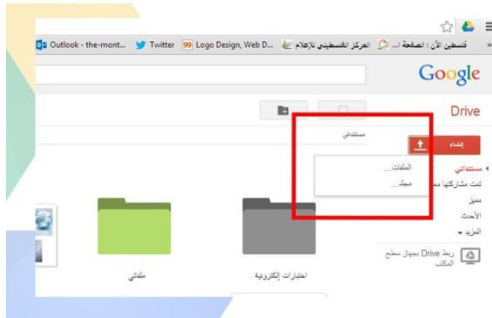 Outlook - the-mont... Twitter Logo Design, Web D... المركز الفلسطيني للإعلام فلسطين الآن : الصفحة ا...
Google
Drive
إنشاء
مستنداتي
الملفات...
مجلد...
مستنداتي
تمت مشاركتها مع
مميز
الأحدث
المزيد
ربط Drive بجهاز سطح
المكتب
اختبارات إلكترونية
ملفاتي